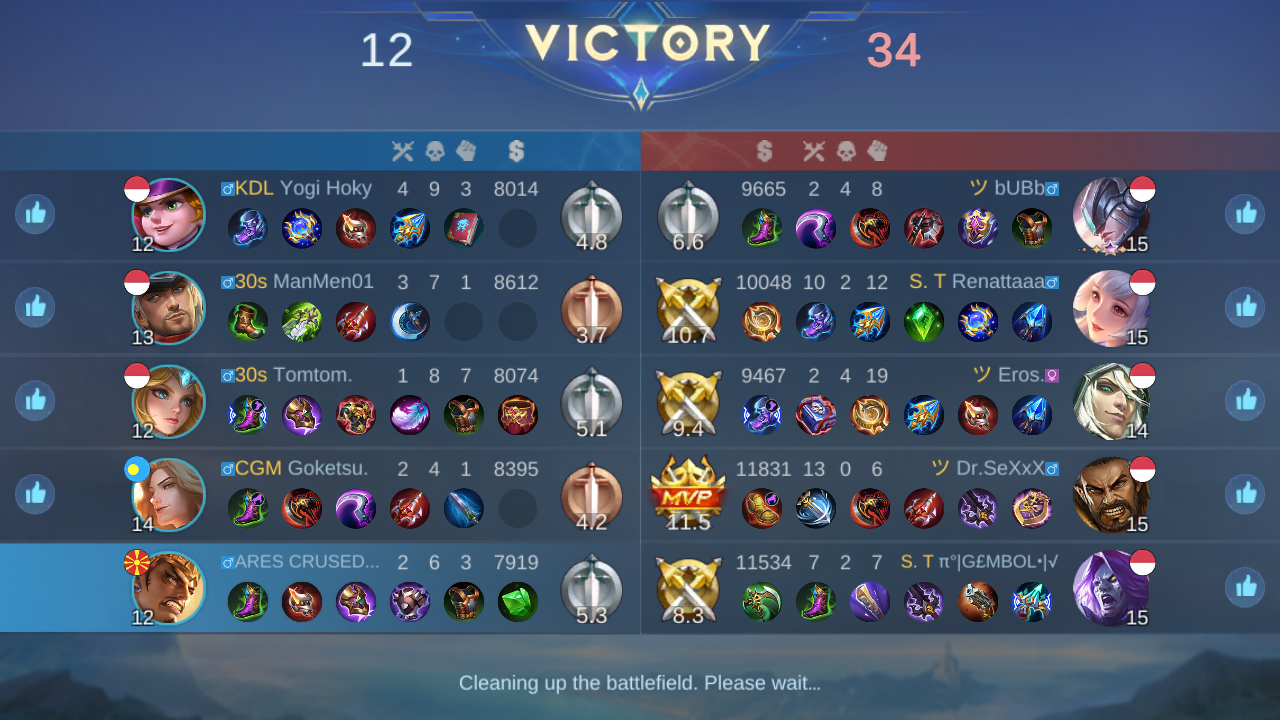 12 VICTORY 34
KDL Yogi Hoky 4 9 3 8014
12 4.8
9665 2 4 8 ツ bUBb
6.6 15
30s ManMen01 3 7 1 8612
13 3.7
10048 10 2 12 S. T Renattaaa
10.7 15
30s Tomtom. 1 8 7 8074
12 5.1
9467 2 4 19 ツ Eros.
9.4 14
CGM Goketsu. 2 4 1 8395
14 4.2
11831 13 0 6 ツ Dr.SeXxX
MVP
11.5 15
ARES CRUSED... 2 6 3 7919
12 5.3
11534 7 2 7 S. T π°|G£MBOL•|√
8.3 15
Cleaning up the battlefield. Please wait...